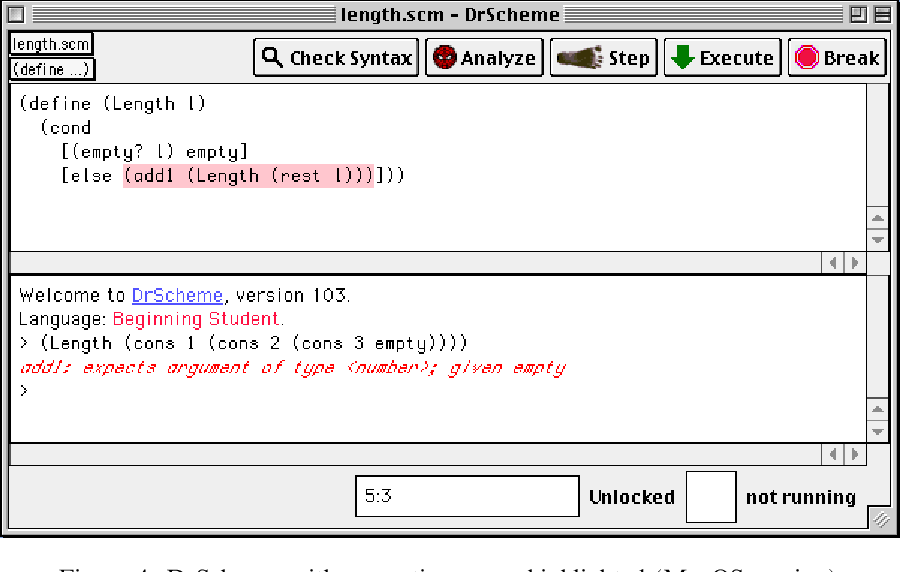 length.scm - DrScheme
length.scm
(define ...)
Check Syntax Analyze Step Execute Break
(define (Length l)
(cond
[(empty? l) empty]
[else (add1 (Length (rest l)))]))
Welcome to DrScheme, version 103.
Language: Beginning Student.
> (Length (cons 1 (cons 2 (cons 3 empty))))
add1: expects argument of type <number>; given empty
>
5:3 Unlocked not running